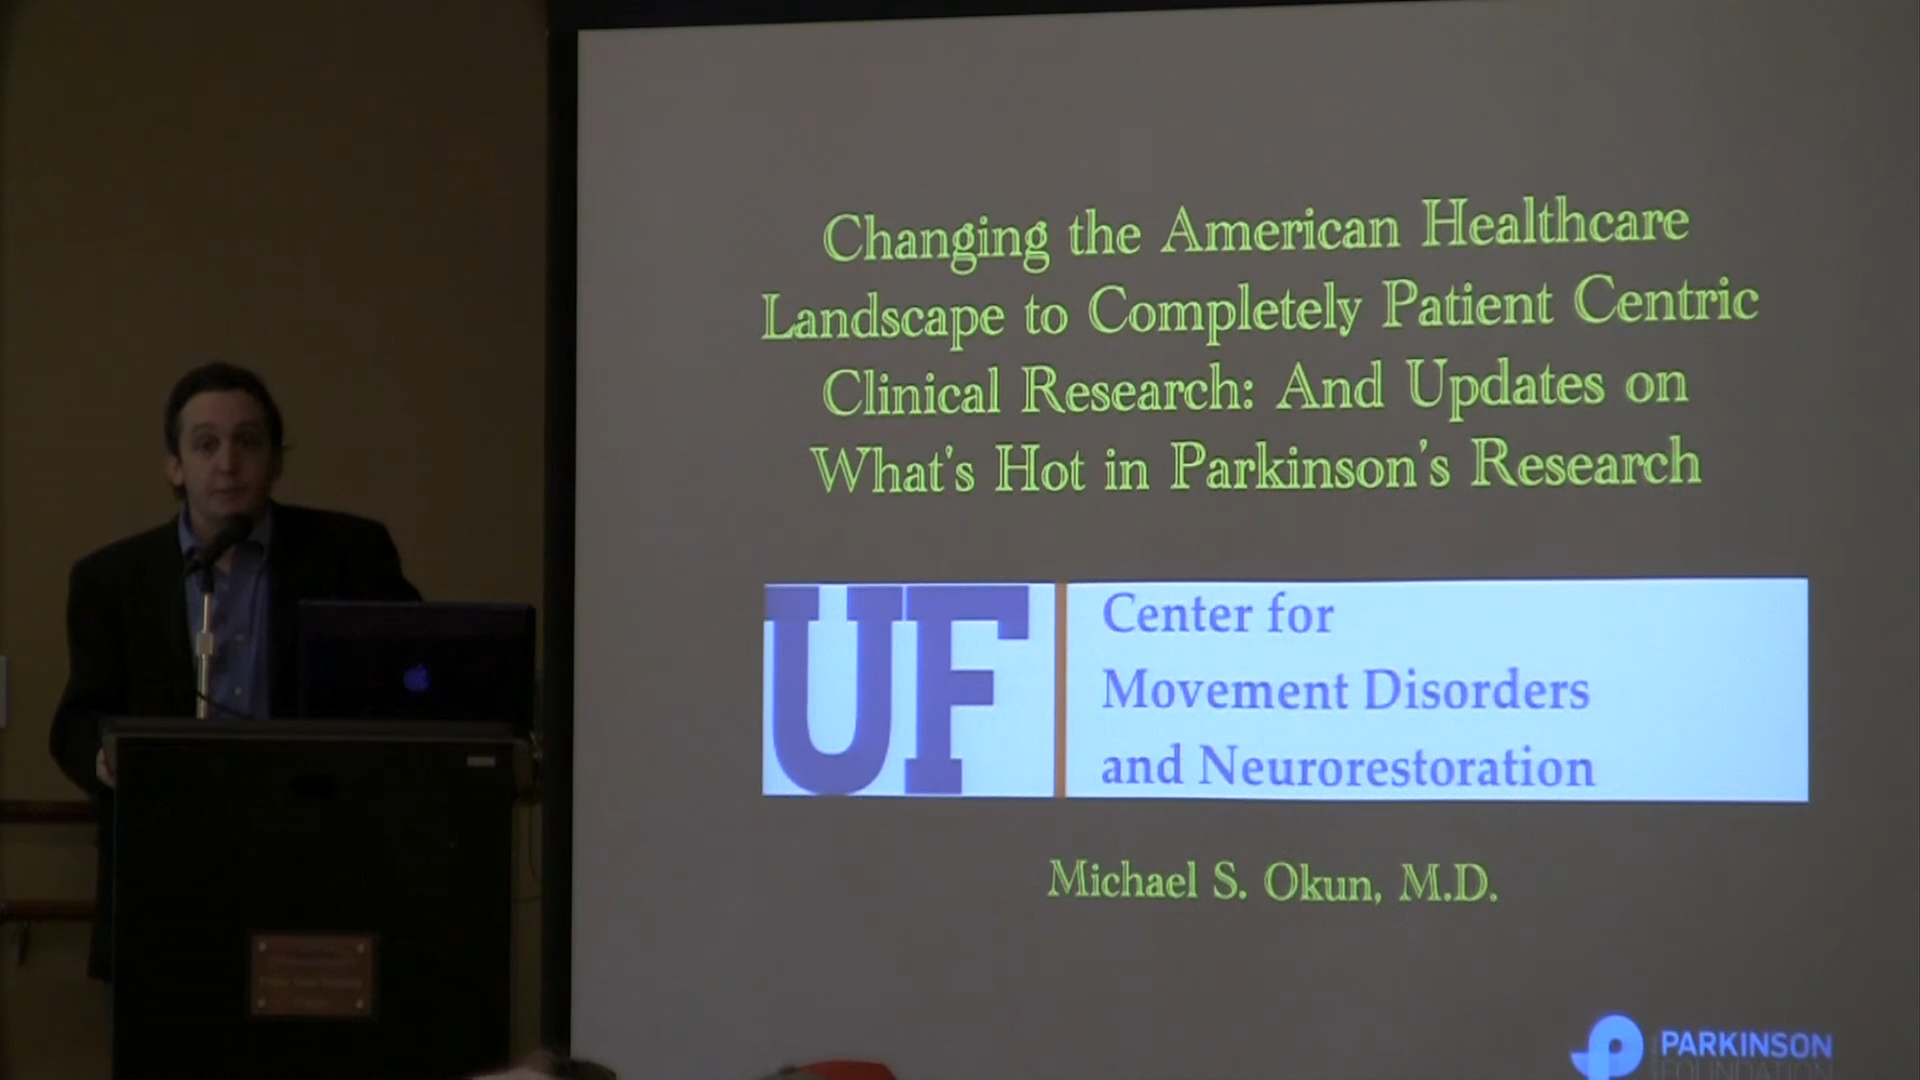 Changing the American Healthcare
Landscape to Completely Patient Centric
Clinical Research: And Updates on
What's Hot in Parkinson's Research
UF
Center for
Movement Disorders
and Neurorestoration
Michael S. Okun, M.D.
PARKINSON
FOUNDATION